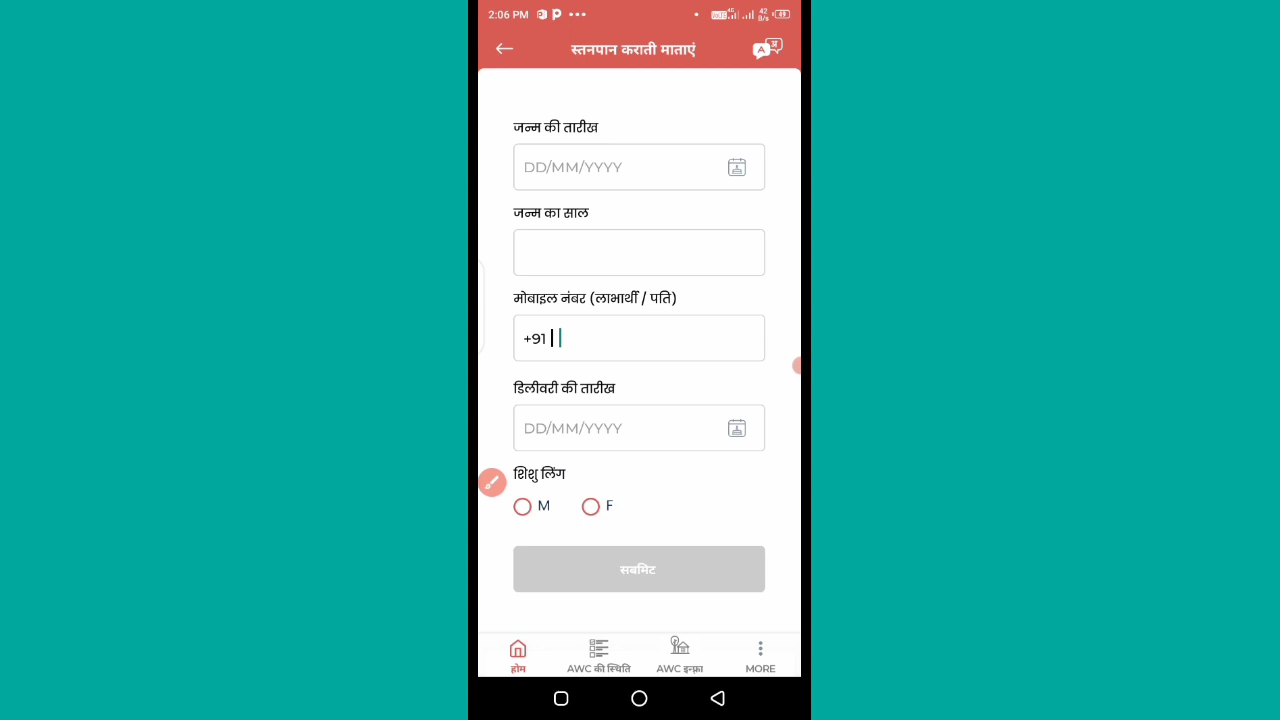 2:06 PM
स्तनपान कराती माताएं
जन्म की तारीख
DD/MM/YYYY
जन्म का साल
मोबाइल नंबर (लाभार्थी / पति)
+91
डिलीवरी की तारीख
DD/MM/YYYY
शिशु लिंग
M F
सबमिट
होम AWC की स्थिति AWC इन्फ्रा MORE